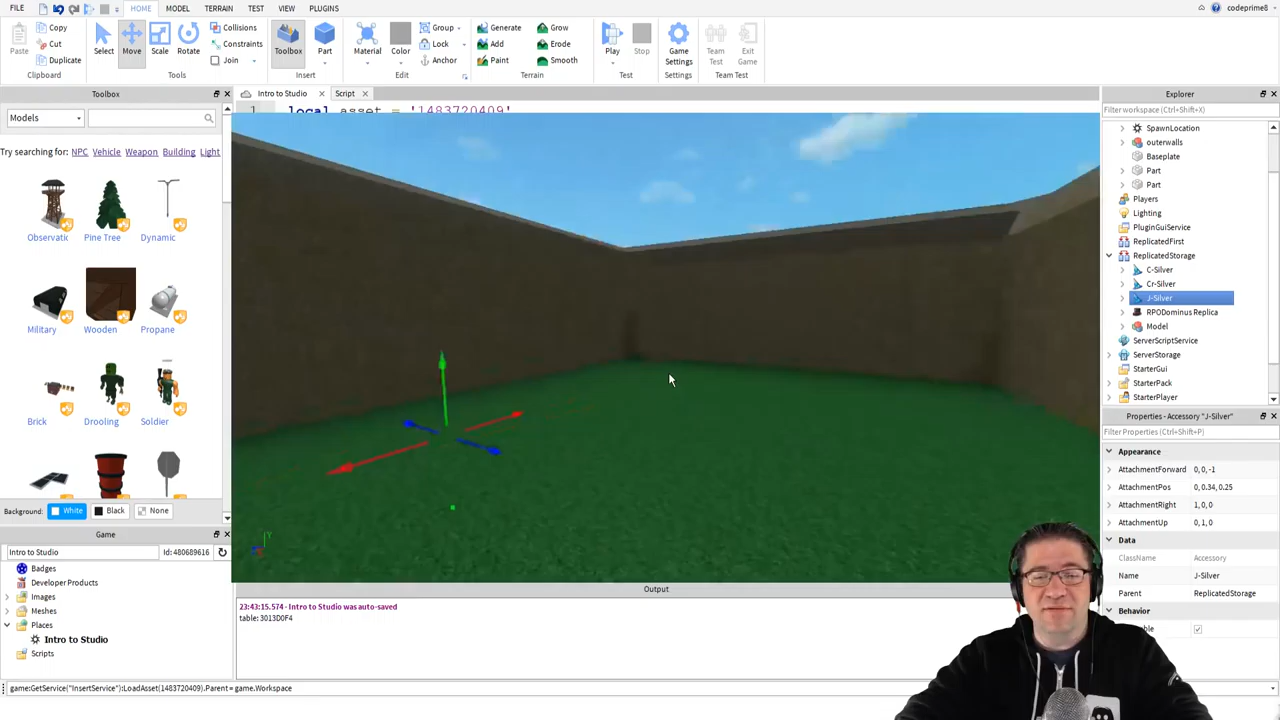 FILE HOME MODEL TERRAIN TEST VIEW PLUGINS codeprime8
Paste Copy Cut Duplicate Select Move Scale Rotate Collisions Constraints Join Toolbox Part Material Color Group Lock Anchor Generate Add Paint Grow Erode Smooth Play Stop Game Settings Team Test Exit Game
Clipboard Tools Insert Edit Terrain Test Settings Team Test
Toolbox
Models
Try searching for: NPC Vehicle Weapon Building Light
Observatic Pine Tree Dynamic
Military Wooden Propane
Brick Drooling Soldier
Background: White Black None
Game
Intro to Studio Id: 480689616
Badges
Developer Products
Images
Meshes
Places
Intro to Studio
Scripts
Intro to Studio Script
1 local asset = '1483720409'
Output
23:43:15.574 - Intro to Studio was auto-saved
table: 3013D0F4
Explorer
Filter workspace (Ctrl+Shift+X)
SpawnLocation
outerwalls
Baseplate
Part
Part
Players
Lighting
PluginGuiService
ReplicatedFirst
ReplicatedStorage
C-Silver
Cr-Silver
J-Silver
RPODominus Replica
Model
ServerScriptService
ServerStorage
StarterGui
StarterPack
StarterPlayer
Properties - Accessory "J-Silver"
Filter Properties (Ctrl+Shift+P)
Appearance
AttachmentForward 0, 0, -1
AttachmentPos 0, 0.34, 0.25
AttachmentRight 1, 0, 0
AttachmentUp 0, 1, 0
Data
ClassName Accessory
Name J-Silver
Parent ReplicatedStorage
Behavior
game:GetService("InsertService"):LoadAsset(1483720409).Parent = game.Workspace